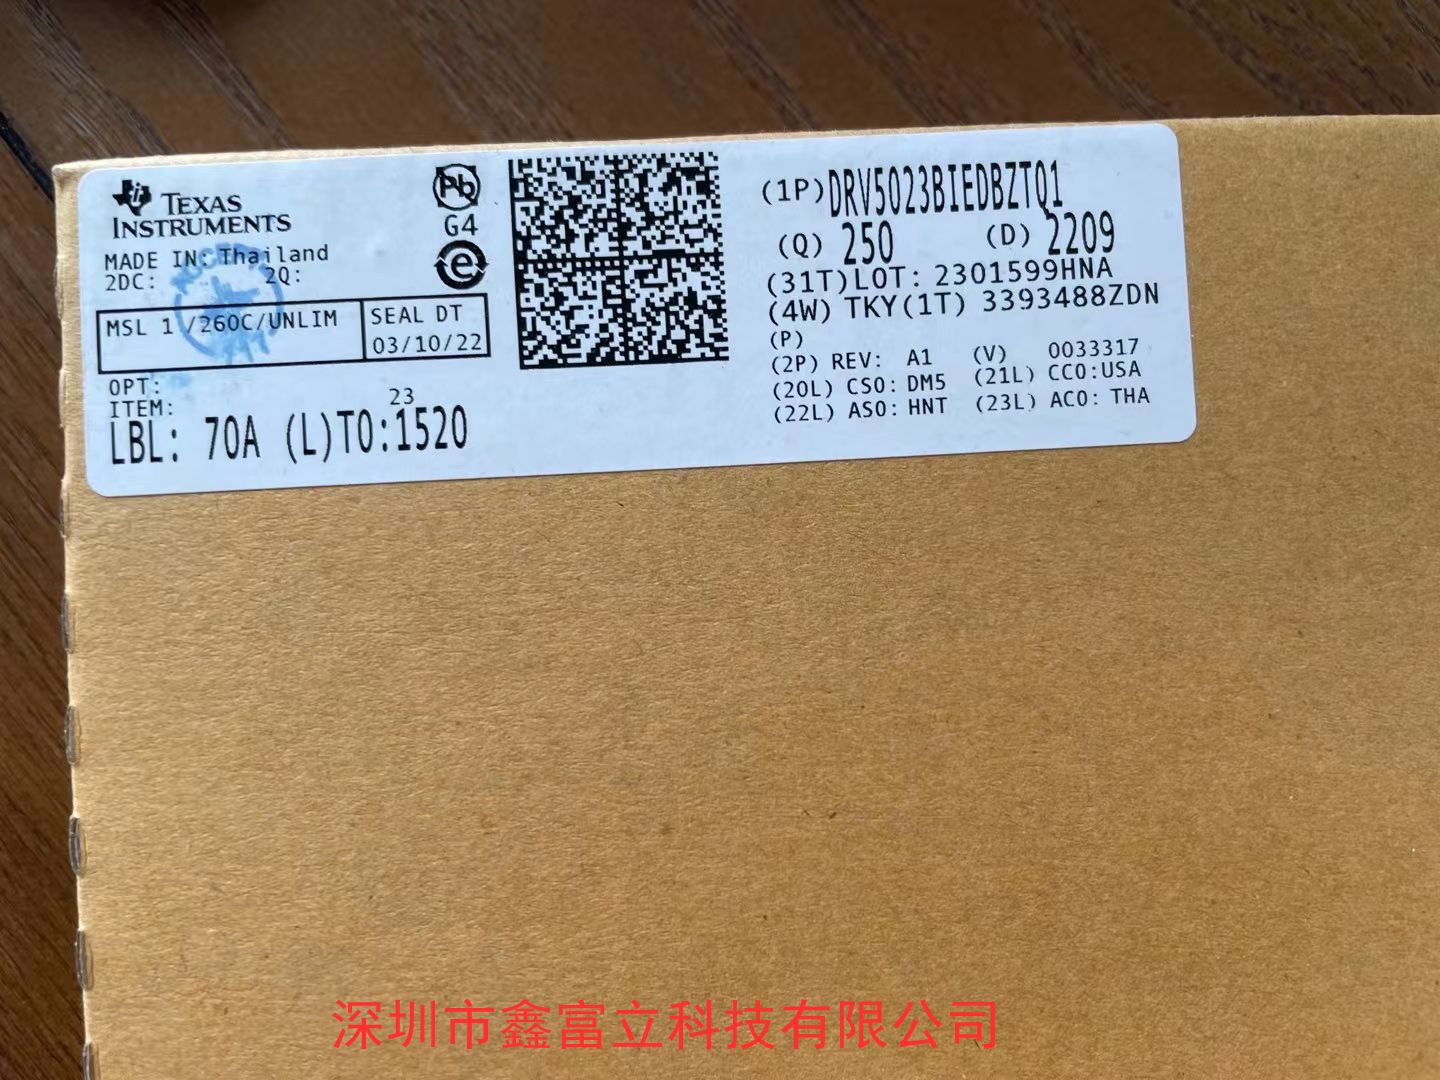 TEXAS
INSTRUMENTS
Pb
G4
e
MADE IN: Thailand
2DC: 2Q:
MSL 1 /260C/UNLIM
SEAL DT
03/10/22
OPT:
ITEM: 23
LBL: 70A (L)TO:1520
(1P)DRV5023BIEDBZTQ1
(Q) 250 (D) 2209
(31T)LOT: 2301599HNA
(4W) TKY(1T) 3393488ZDN
(P)
(2P) REV: A1 (V) 0033317
(20L) CSO: DM5 (21L) CCO:USA
(22L) ASO: HNT (23L) ACO: THA
深圳市鑫富立科技有限公司